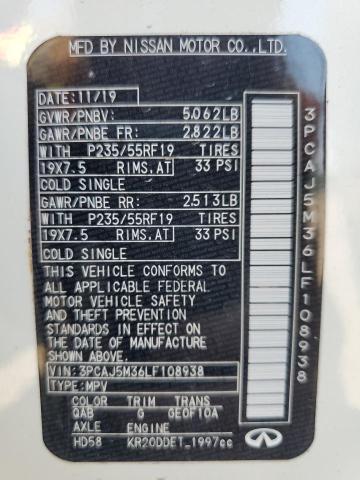 MFD BY NISSAN MOTOR CO.,LTD.
DATE:11/19
GVWR/PNBV: 5.062LB
GAWR/PNBE FR: 2.822LB
WITH P235/55RF19 TIRES
19X7.5 RIMS.AT 33 PSI
COLD SINGLE
GAWR/PNBE RR: 2.513LB
WITH P235/55RF19 TIRES
19X7.5 RIMS.AT 33 PSI
COLD SINGLE
THIS VEHICLE CONFORMS TO
ALL APPLICABLE FEDERAL
MOTOR VEHICLE SAFETY
AND THEFT PREVENTION
STANDARDS IN EFFECT ON
THE DATE OF MANUFACTURE
SHOWN ABOVE.
VIN:3PCAJ5M36LF108938
TYPE:MPV
COLOR TRIM TRANS
QAB G GEOF10A
AXLE ENGINE
HD58 KR20DDET_1997cc
3PCAJ5M36LF108938